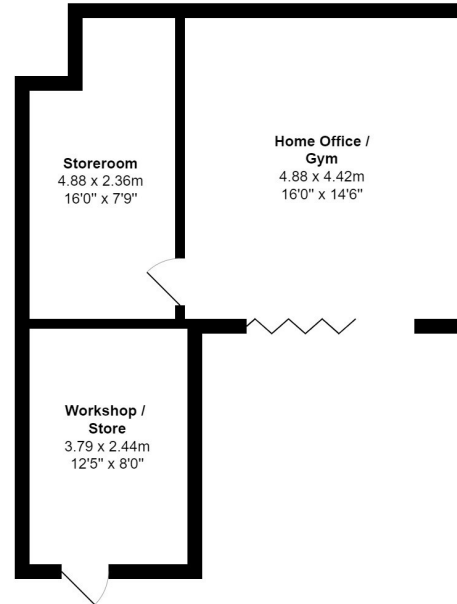 Storeroom
4.88 x 2.36m
16'0" x 7'9"
Home Office /
Gym
4.88 x 4.42m
16'0" x 14'6"
Workshop /
Store
3.79 x 2.44m
12'5" x 8'0"